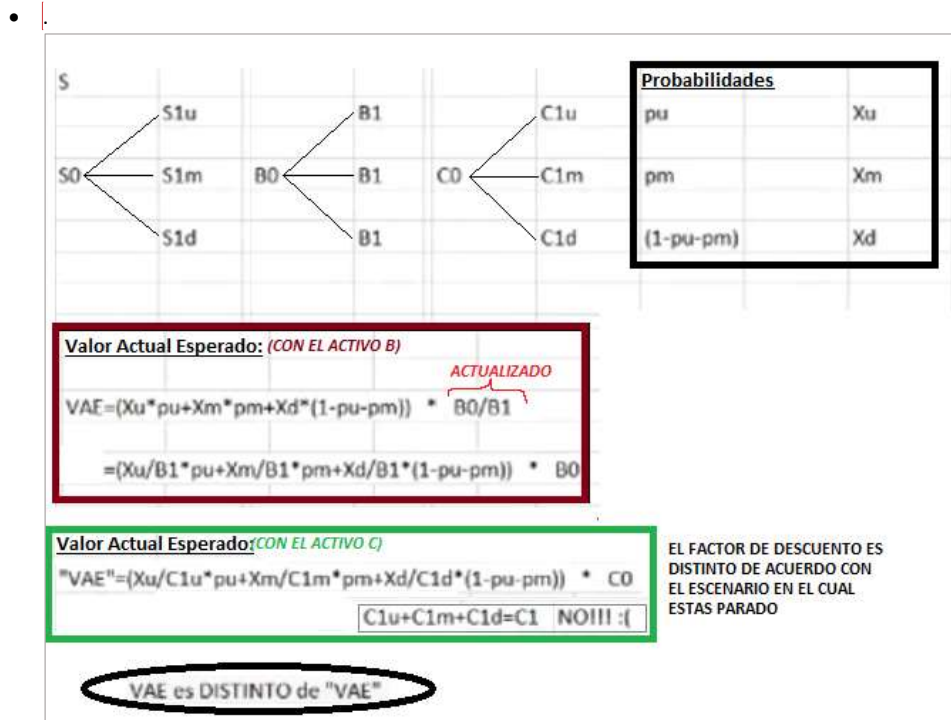 S
Probabilidades
S1u B1 C1u pu Xu
S0 S1m B0 B1 C0 C1m pm Xm
S1d B1 C1d (1-pu-pm) Xd
Valor Actual Esperado: (CON EL ACTIVO B)
ACTUALIZADO
VAE=(Xu*pu+Xm*pm+Xd*(1-pu-pm)) * B0/B1
=(Xu/B1*pu+Xm/B1*pm+Xd/B1*(1-pu-pm)) * B0
Valor Actual Esperado:(CON EL ACTIVO C)
"VAE"=(Xu/C1u*pu+Xm/C1m*pm+Xd/C1d*(1-pu-pm)) * C0
C1u+C1m+C1d=C1 NO!!! :(
EL FACTOR DE DESCUENTO ES
DISTINTO DE ACUERDO CON
EL ESCENARIO EN EL CUAL
ESTAS PARADO
VAE es DISTINTO de "VAE"